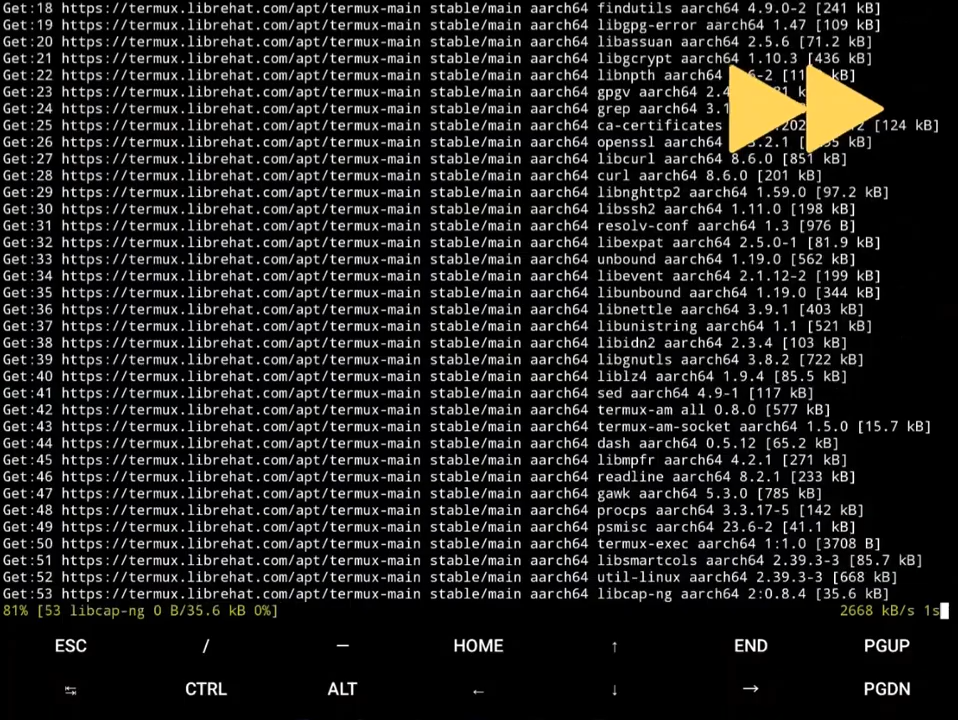 Get:18 https://termux.librehat.com/apt/termux-main stable/main aarch64 findutils aarch64 4.9.0-2 [241 kB]
Get:19 https://termux.librehat.com/apt/termux-main stable/main aarch64 libgpg-error aarch64 1.47 [109 kB]
Get:20 https://termux.librehat.com/apt/termux-main stable/main aarch64 libassuan aarch64 2.5.6 [71.2 kB]
Get:21 https://termux.librehat.com/apt/termux-main stable/main aarch64 libgcrypt aarch64 1.10.3 [436 kB]
Get:22 https://termux.librehat.com/apt/termux-main stable/main aarch64 libnpth aarch64 kB]
Get:23 https://termux.librehat.com/apt/termux-main stable/main aarch64 gpgv aarch64
Get:24 https://termux.librehat.com/apt/termux-main stable/main aarch64 grep aarch64
Get:25 https://termux.librehat.com/apt/termux-main stable/main aarch64 ca-certificates [124 kB]
Get:26 https://termux.librehat.com/apt/termux-main stable/main aarch64 openssl aarch64 kB]
Get:27 https://termux.librehat.com/apt/termux-main stable/main aarch64 libcurl aarch64 8.6.0 [851 kB]
Get:28 https://termux.librehat.com/apt/termux-main stable/main aarch64 curl aarch64 8.6.0 [201 kB]
Get:29 https://termux.librehat.com/apt/termux-main stable/main aarch64 libnghttp2 aarch64 1.59.0 [97.2 kB]
Get:30 https://termux.librehat.com/apt/termux-main stable/main aarch64 libssh2 aarch64 1.11.0 [198 kB]
Get:31 https://termux.librehat.com/apt/termux-main stable/main aarch64 resolv-conf aarch64 1.3 [976 B]
Get:32 https://termux.librehat.com/apt/termux-main stable/main aarch64 libexpat aarch64 2.5.0-1 [81.9 kB]
Get:33 https://termux.librehat.com/apt/termux-main stable/main aarch64 unbound aarch64 1.19.0 [562 kB]
Get:34 https://termux.librehat.com/apt/termux-main stable/main aarch64 libevent aarch64 2.1.12-2 [199 kB]
Get:35 https://termux.librehat.com/apt/termux-main stable/main aarch64 libunbound aarch64 1.19.0 [344 kB]
Get:36 https://termux.librehat.com/apt/termux-main stable/main aarch64 libnettle aarch64 3.9.1 [403 kB]
Get:37 https://termux.librehat.com/apt/termux-main stable/main aarch64 libunistring aarch64 1.1 [521 kB]
Get:38 https://termux.librehat.com/apt/termux-main stable/main aarch64 libidn2 aarch64 2.3.4 [103 kB]
Get:39 https://termux.librehat.com/apt/termux-main stable/main aarch64 libgnutls aarch64 3.8.2 [722 kB]
Get:40 https://termux.librehat.com/apt/termux-main stable/main aarch64 liblz4 aarch64 1.9.4 [85.5 kB]
Get:41 https://termux.librehat.com/apt/termux-main stable/main aarch64 sed aarch64 4.9-1 [117 kB]
Get:42 https://termux.librehat.com/apt/termux-main stable/main aarch64 termux-am all 0.8.0 [577 kB]
Get:43 https://termux.librehat.com/apt/termux-main stable/main aarch64 termux-am-socket aarch64 1.5.0 [15.7 kB]
Get:44 https://termux.librehat.com/apt/termux-main stable/main aarch64 dash aarch64 0.5.12 [65.2 kB]
Get:45 https://termux.librehat.com/apt/termux-main stable/main aarch64 libmpfr aarch64 4.2.1 [271 kB]
Get:46 https://termux.librehat.com/apt/termux-main stable/main aarch64 readline aarch64 8.2.1 [233 kB]
Get:47 https://termux.librehat.com/apt/termux-main stable/main aarch64 gawk aarch64 5.3.0 [785 kB]
Get:48 https://termux.librehat.com/apt/termux-main stable/main aarch64 procps aarch64 3.3.17-5 [142 kB]
Get:49 https://termux.librehat.com/apt/termux-main stable/main aarch64 psmisc aarch64 23.6-2 [41.1 kB]
Get:50 https://termux.librehat.com/apt/termux-main stable/main aarch64 termux-exec aarch64 1:1.0 [3708 B]
Get:51 https://termux.librehat.com/apt/termux-main stable/main aarch64 libsmartcols aarch64 2.39.3-3 [85.7 kB]
Get:52 https://termux.librehat.com/apt/termux-main stable/main aarch64 util-linux aarch64 2.39.3-3 [668 kB]
Get:53 https://termux.librehat.com/apt/termux-main stable/main aarch64 libcap-ng aarch64 2:0.8.4 [35.6 kB]
81% [53 libcap-ng 0 B/35.6 kB 0%] 2668 kB/s 1s
ESC / — HOME ↑ END PGUP
↹ CTRL ALT ← ↓ → PGDN